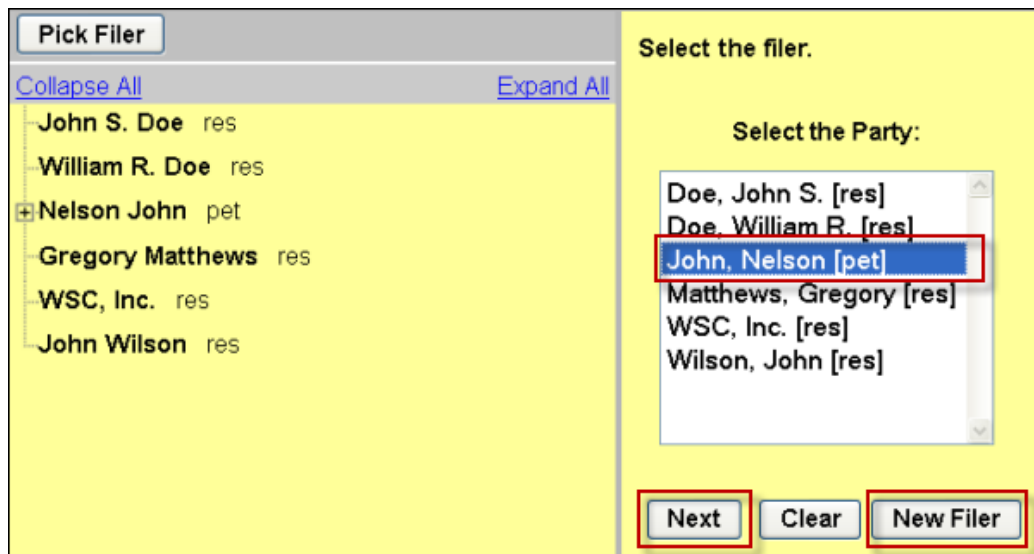 Pick Filer
Collapse All Expand All
John S. Doe res
William R. Doe res
Nelson John pet
Gregory Matthews res
WSC, Inc. res
John Wilson res
Select the filer.
Select the Party:
Doe, John S. [res]
Doe, William R. [res]
John, Nelson [pet]
Matthews, Gregory [res]
WSC, Inc. [res]
Wilson, John [res]
Next Clear New Filer